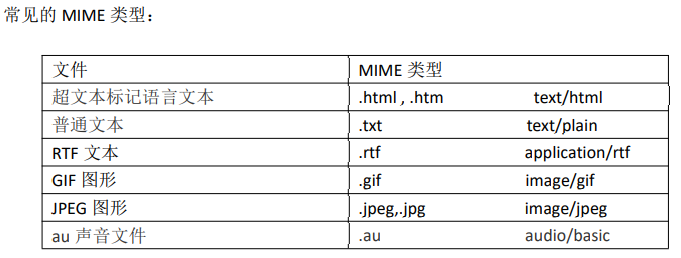 常见的 MIME 类型：
文件 MIME 类型
超文本标记语言文本 .html , .htm text/html
普通文本 .txt text/plain
RTF 文本 .rtf application/rtf
GIF 图形 .gif image/gif
JPEG 图形 .jpeg,.jpg image/jpeg
au 声音文件 .au audio/basic